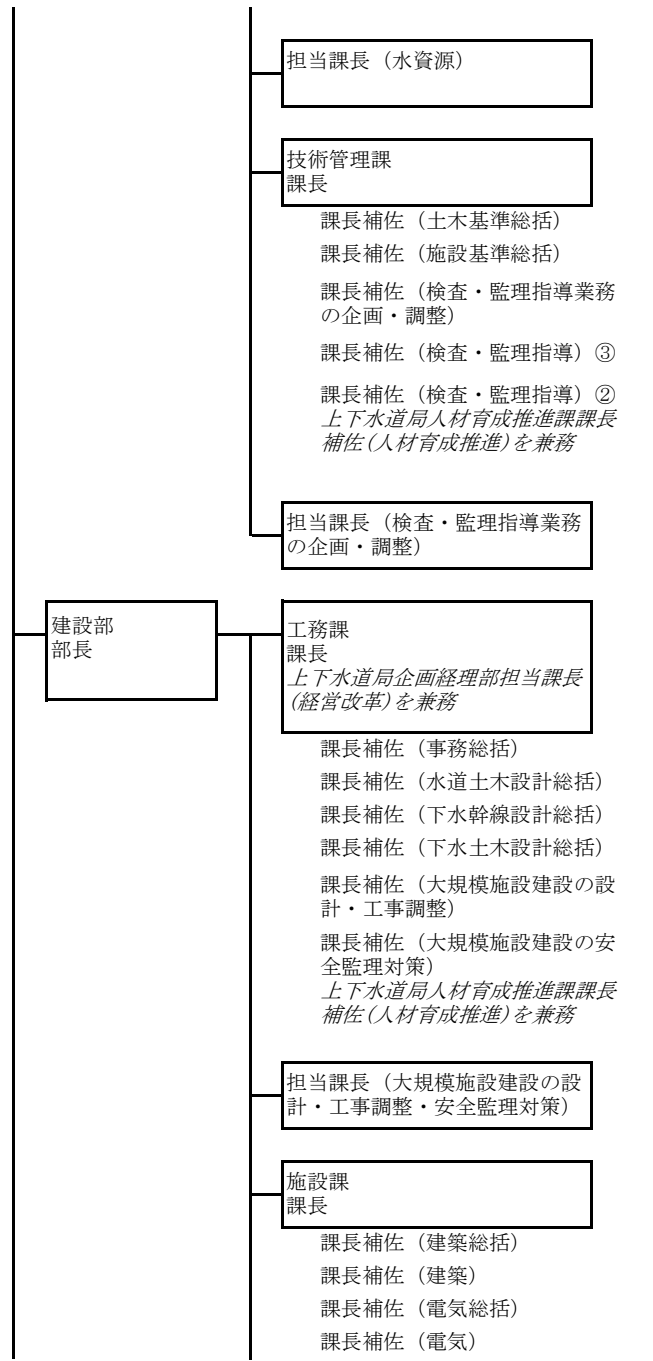 担当課長（水資源）
技術管理課
課長
課長補佐（土木基準総括）
課長補佐（施設基準総括）
課長補佐（検査・監理指導業務
の企画・調整）
課長補佐（検査・監理指導）③
課長補佐（検査・監理指導）②
上下水道局人材育成推進課課長
補佐(人材育成推進)を兼務
担当課長（検査・監理指導業務
の企画・調整）
建設部
部長
工務課
課長
上下水道局企画経理部担当課長
(経営改革)を兼務
課長補佐（事務総括）
課長補佐（水道土木設計総括）
課長補佐（下水幹線設計総括）
課長補佐（下水土木設計総括）
課長補佐（大規模施設建設の設
計・工事調整）
課長補佐（大規模施設建設の安
全監理対策）
上下水道局人材育成推進課課長
補佐(人材育成推進)を兼務
担当課長（大規模施設建設の設
計・工事調整・安全監理対策）
施設課
課長
課長補佐（建築総括）
課長補佐（建築）
課長補佐（電気総括）
課長補佐（電気）